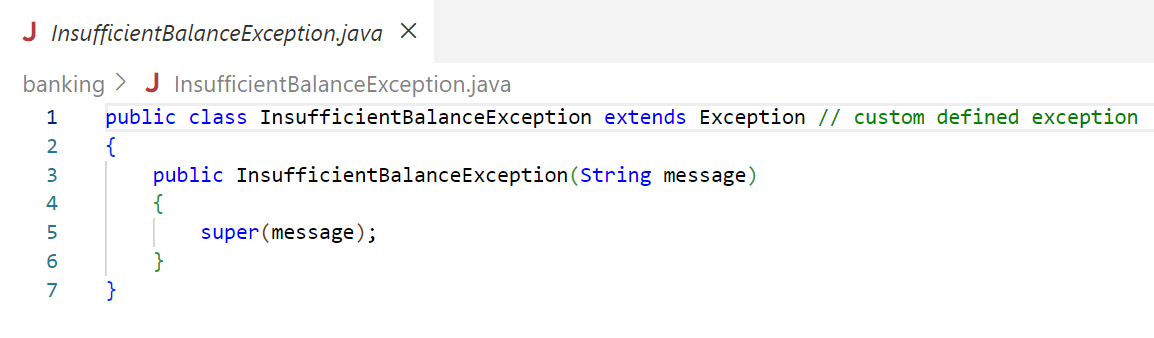 InsufficientBalanceException.java
banking > InsufficientBalanceException.java
1 public class InsufficientBalanceException extends Exception // custom defined exception
2 {
3     public InsufficientBalanceException(String message)
4     {
5         super(message);
6     }
7 }